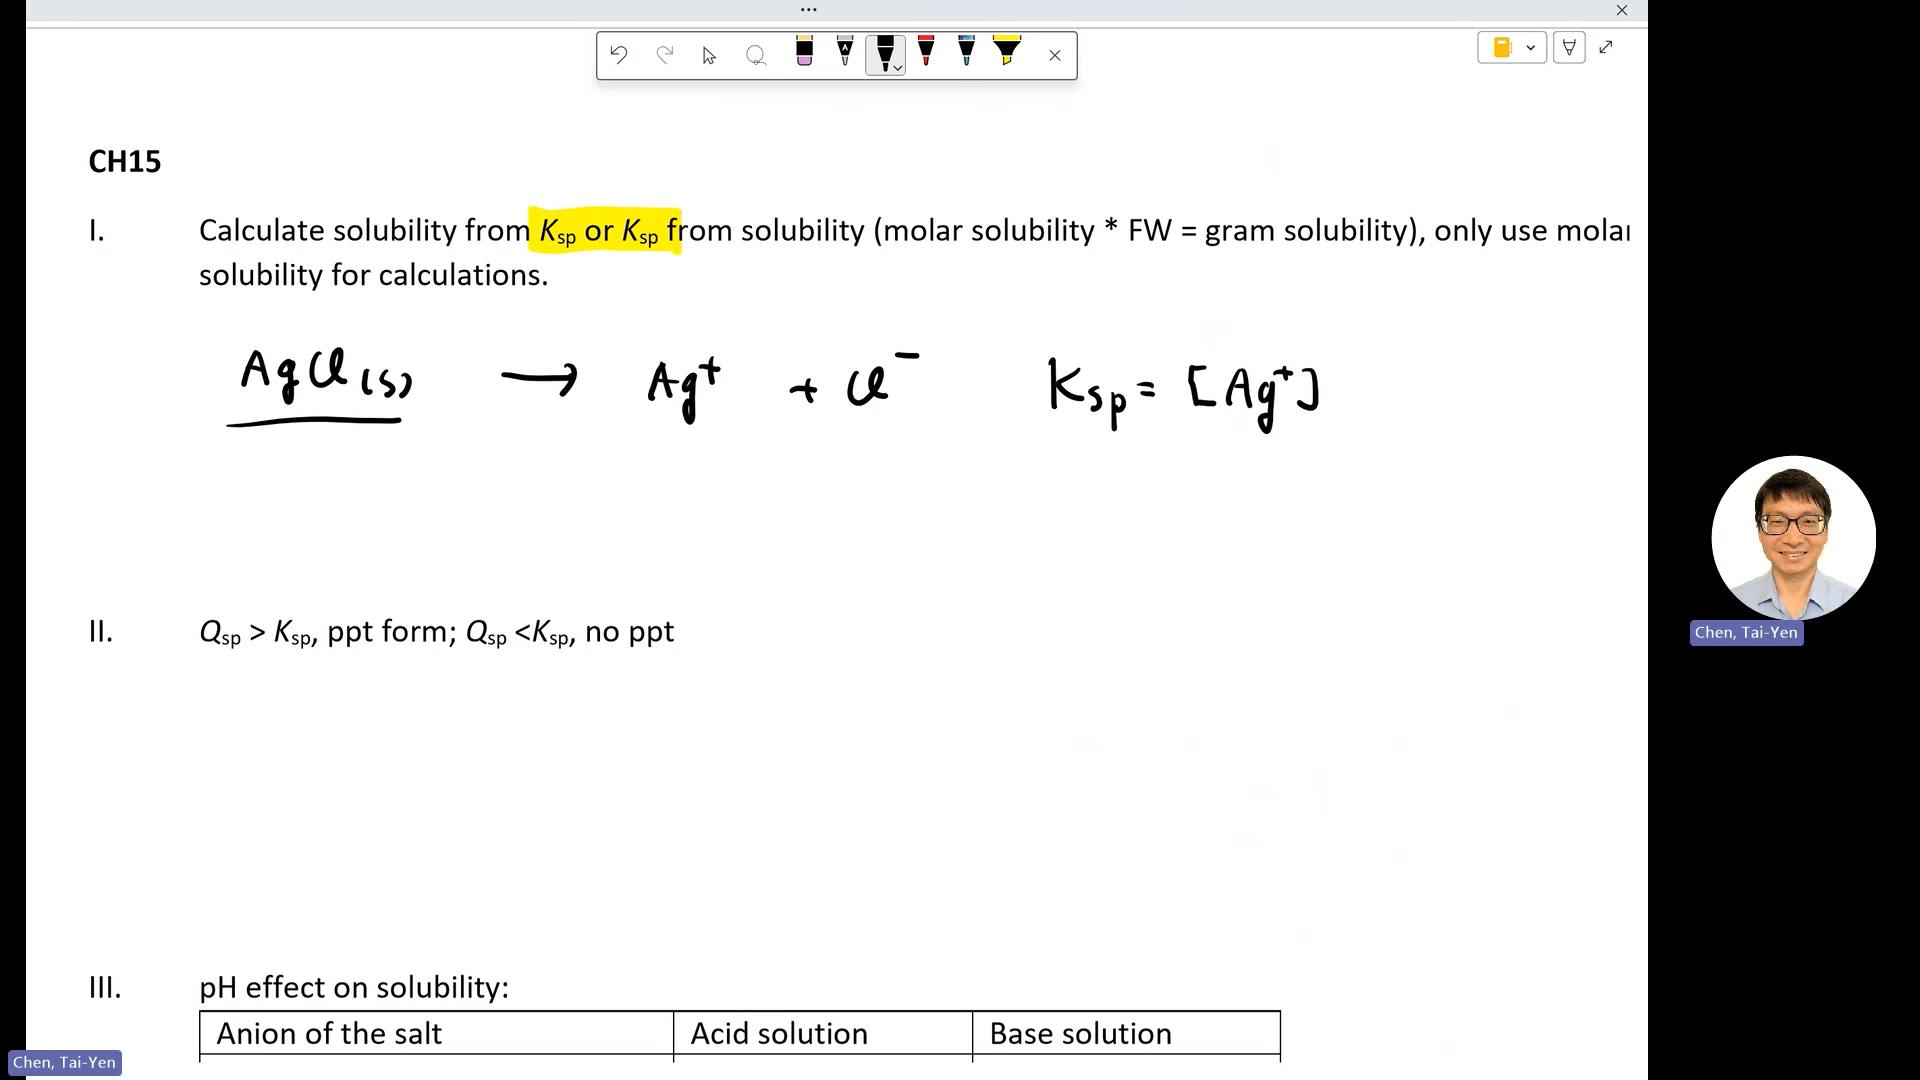 CH15
I. Calculate solubility from Ksp or Ksp from solubility (molar solubility * FW = gram solubility), only use molar
solubility for calculations.
AgCl(s) → Ag⁺ + Cl⁻ Ksp = [Ag⁺]
II. Qsp > Ksp, ppt form; Qsp <Ksp, no ppt
Chen, Tai-Yen
III. pH effect on solubility:
Anion of the salt Acid solution Base solution
Chen, Tai-Yen